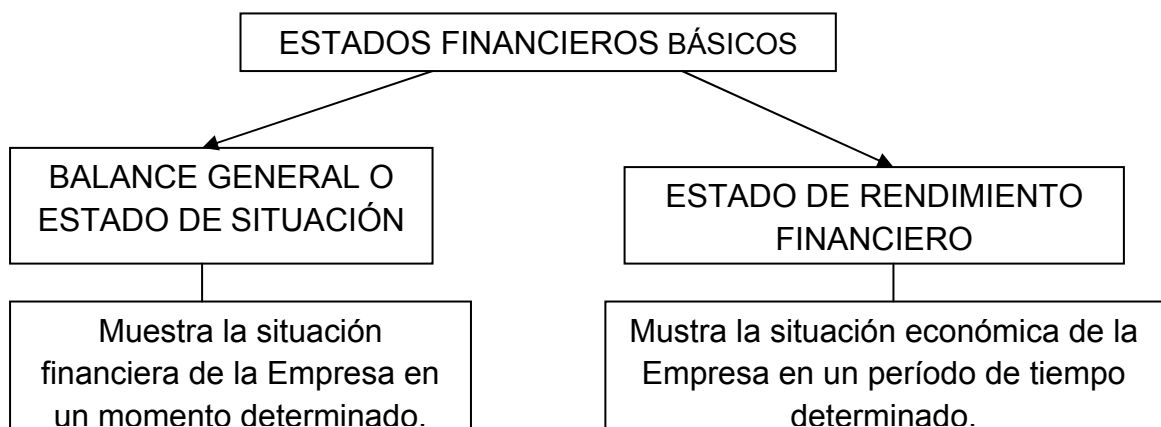 ESTADOS FINANCIEROS BÁSICOS
BALANCE GENERAL O
ESTADO DE SITUACIÓN
ESTADO DE RENDIMIENTO
FINANCIERO
Muestra la situación
financiera de la Empresa en
un momento determinado.
Mustra la situación económica de la
Empresa en un período de tiempo
determinado.